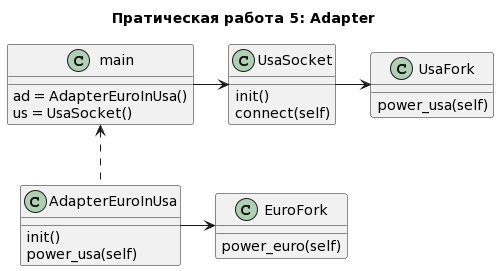 Пратическая работа 5: Adapter
C main
ad = AdapterEuroInUsa()
us = UsaSocket()
C UsaSocket
init()
connect(self)
C UsaFork
power_usa(self)
C AdapterEuroInUsa
init()
power_usa(self)
C EuroFork
power_euro(self)